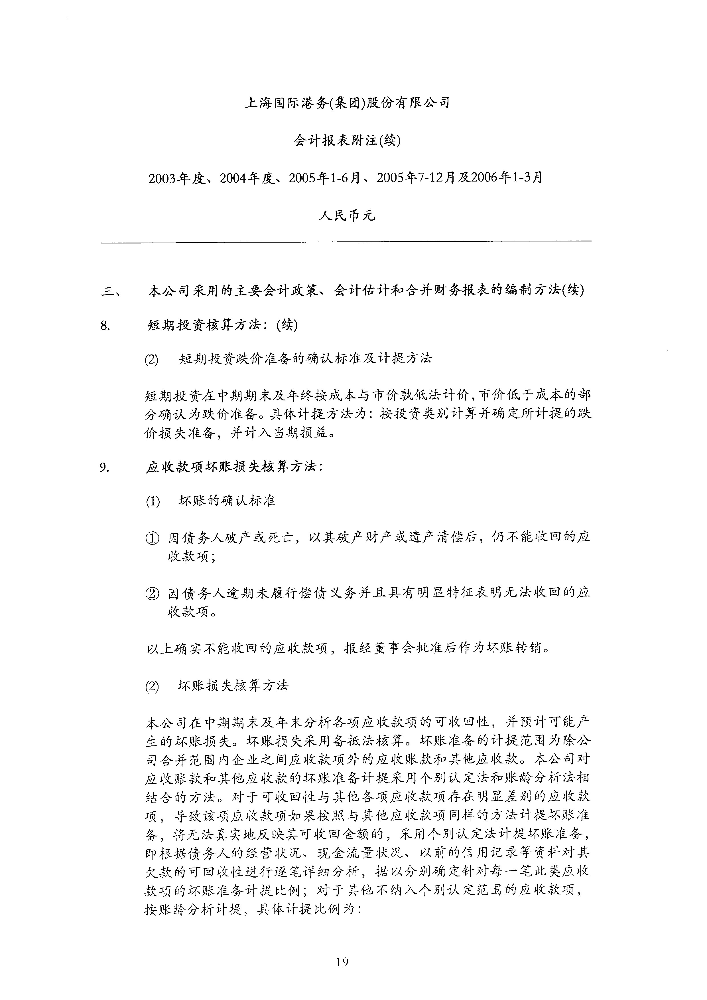 上海国际港务(集团)股份有限公司
会计报表附注(续)
2003年度、2004年度、2005年1-6月、2005年7-12月及2006年1-3月
人民币元
三、 本公司采用的主要会计政策、会计估计和合并财务报表的编制方法(续)
8. 短期投资核算方法：(续)
(2) 短期投资跌价准备的确认标准及计提方法
短期投资在中期期末及年终按成本与市价孰低法计价，市价低于成本的部
分确认为跌价准备。具体计提方法为：按投资类别计算并确定所计提的跌
价损失准备，并计入当期损益。
9. 应收款项坏账损失核算方法：
(1) 坏账的确认标准
① 因债务人破产或死亡，以其破产财产或遗产清偿后，仍不能收回的应
收款项；
② 因债务人逾期未履行偿债义务并且具有明显特征表明无法收回的应
收款项。
以上确实不能收回的应收款项，报经董事会批准后作为坏账转销。
(2) 坏账损失核算方法
本公司在中期期末及年末分析各项应收款项的可收回性，并预计可能产
生的坏账损失。坏账损失采用备抵法核算。坏账准备的计提范围为除公
司合并范围内企业之间应收款项外的应收账款和其他应收款。本公司对
应收账款和其他应收款的坏账准备计提采用个别认定法和账龄分析法相
结合的方法。对于可收回性与其他各项应收款项存在明显差别的应收款
项，导致该项应收款项如果按照与其他应收款项同样的方法计提坏账准
备，将无法真实地反映其可收回金额的，采用个别认定法计提坏账准备，
即根据债务人的经营状况、现金流量状况、以前的信用记录等资料对其
欠款的可回收性进行逐笔详细分析，据以分别确定针对每一笔此类应收
款项的坏账准备计提比例；对于其他不纳入个别认定范围的应收款项，
按账龄分析计提，具体计提比例为：
19